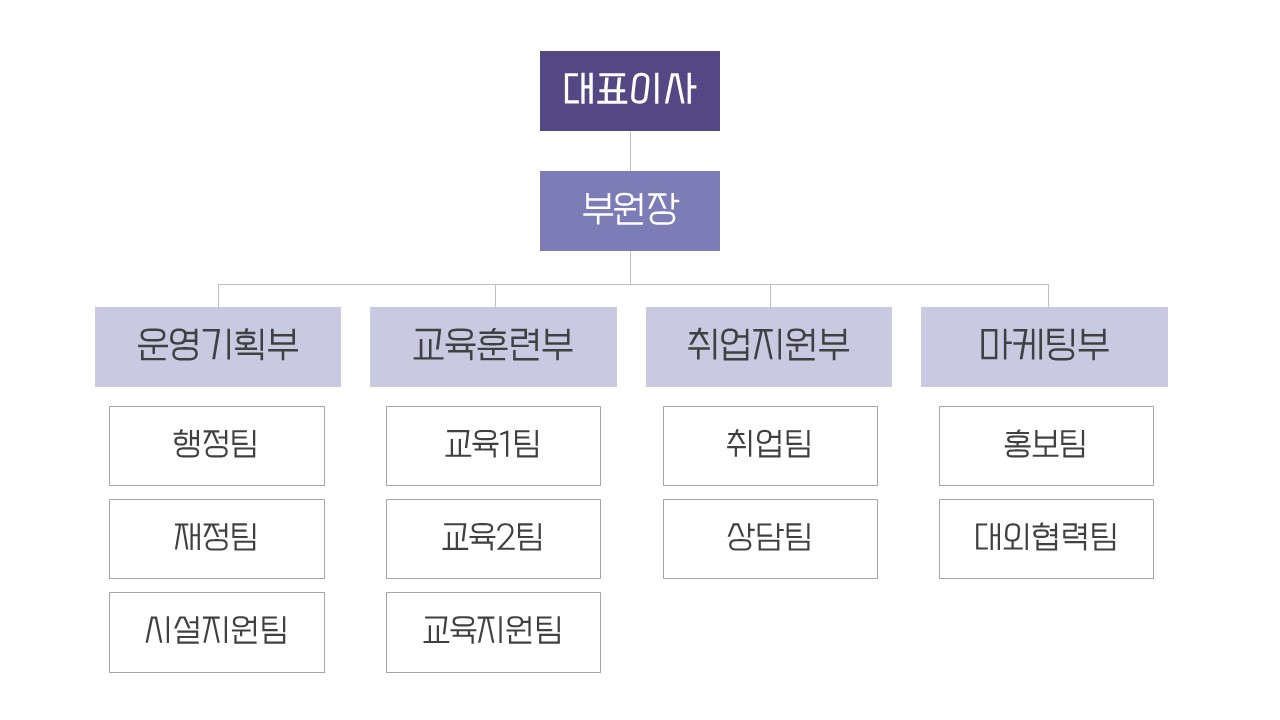 대표이사
부원장
운영기획부
교육훈련부
취업지원부
마케팅부
행정팀
교육1팀
취업팀
홍보팀
재정팀
교육2팀
상담팀
대외협력팀
시설지원팀
교육지원팀